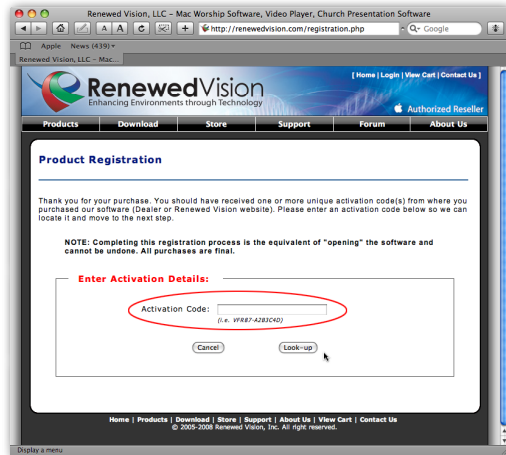 Renewed Vision, LLC – Mac Worship Software, Video Player, Church Presentation Software
A A http://renewedvision.com/registration.php Google
Apple News (439)
Renewed Vision, LLC – Mac...
[ Home | Login | View Cart | Contact Us ]
RenewedVision
Enhancing Environments through Technology
Authorized Reseller
Products Download Store Support Forum About Us
Product Registration
Thank you for your purchase. You should have received one or more unique activation code(s) from where you
purchased our software (Dealer or Renewed Vision website). Please enter an activation code below so we can
locate it and move to the next step.
NOTE: Completing this registration process is the equivalent of "opening" the software and
cannot be undone. All purchases are final.
Enter Activation Details:
Activation Code:
(i.e. VFR87-A2B3C4D)
Cancel Look-up
Home | Products | Download | Store | Support | About Us | View Cart | Contact Us
© 2005-2008 Renewed Vision, Inc. All right reserved.
Display a menu